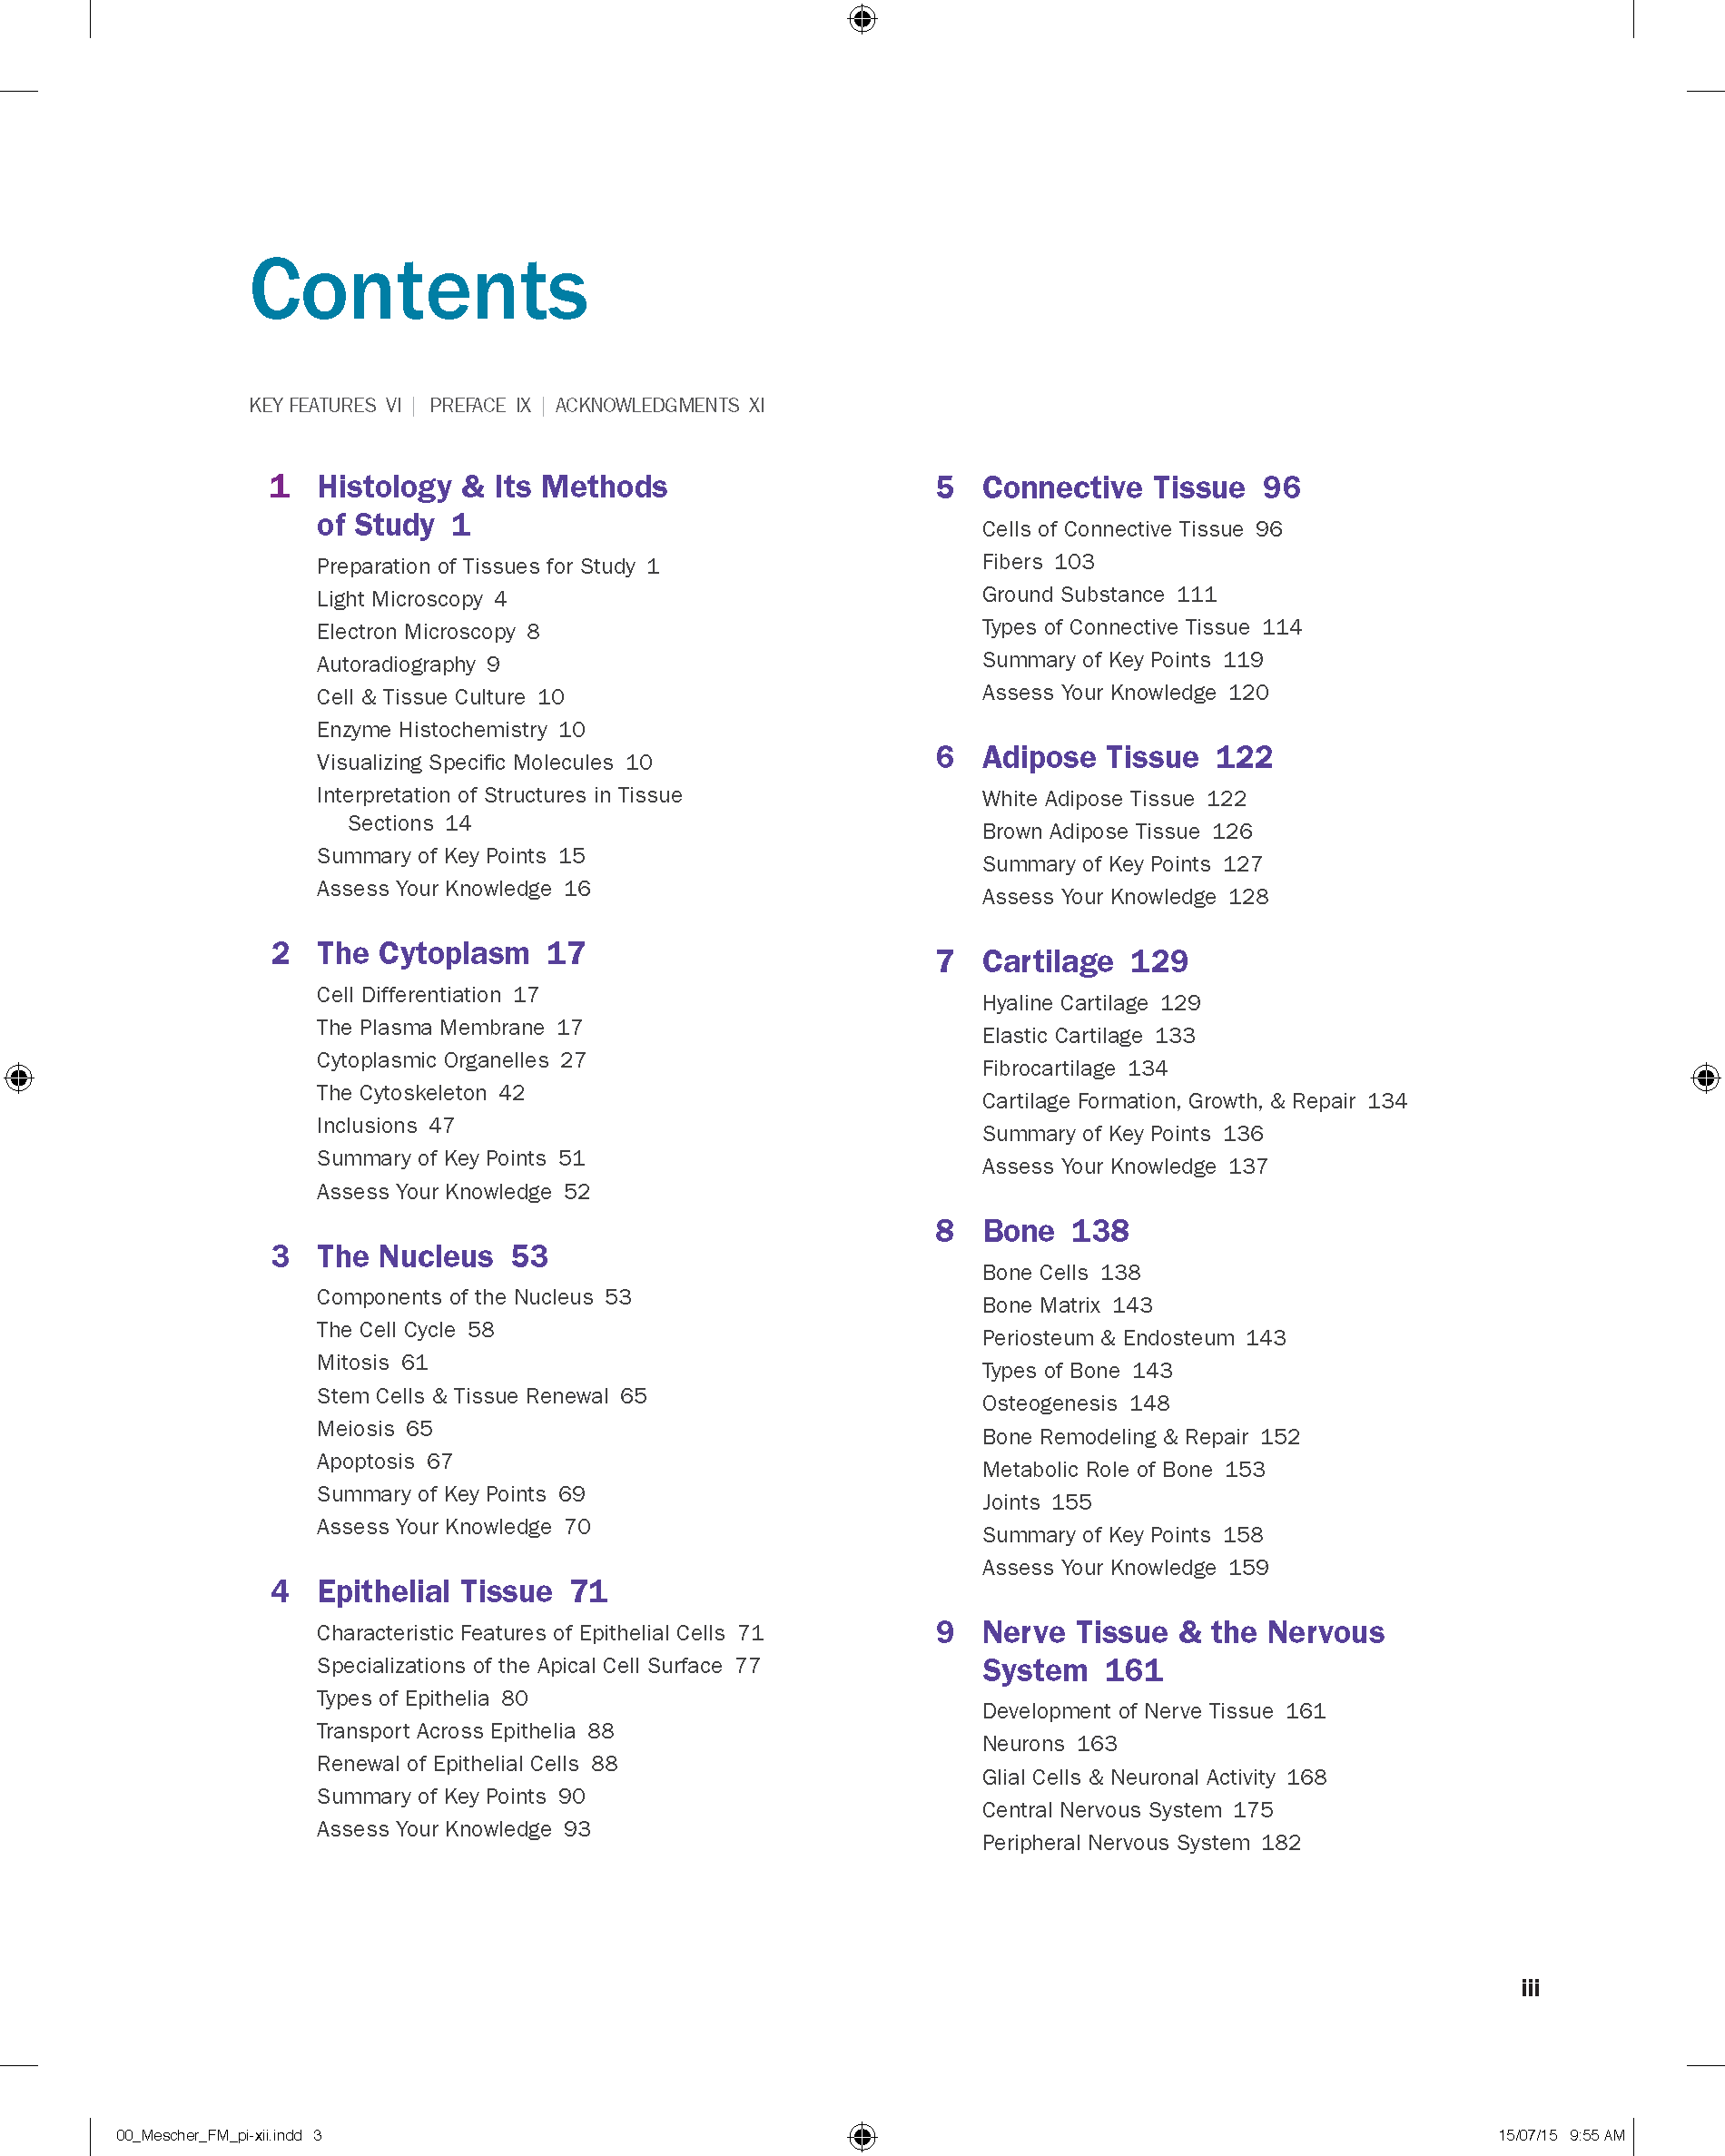 Contents
KEY FEATURES VI | PREFACE IX | ACKNOWLEDGMENTS XI
1 Histology & Its Methods
of Study 1
Preparation of Tissues for Study 1
Light Microscopy 4
Electron Microscopy 8
Autoradiography 9
Cell & Tissue Culture 10
Enzyme Histochemistry 10
Visualizing Specific Molecules 10
Interpretation of Structures in Tissue
Sections 14
Summary of Key Points 15
Assess Your Knowledge 16
2 The Cytoplasm 17
Cell Differentiation 17
The Plasma Membrane 17
Cytoplasmic Organelles 27
The Cytoskeleton 42
Inclusions 47
Summary of Key Points 51
Assess Your Knowledge 52
3 The Nucleus 53
Components of the Nucleus 53
The Cell Cycle 58
Mitosis 61
Stem Cells & Tissue Renewal 65
Meiosis 65
Apoptosis 67
Summary of Key Points 69
Assess Your Knowledge 70
4 Epithelial Tissue 71
Characteristic Features of Epithelial Cells 71
Specializations of the Apical Cell Surface 77
Types of Epithelia 80
Transport Across Epithelia 88
Renewal of Epithelial Cells 88
Summary of Key Points 90
Assess Your Knowledge 93
5 Connective Tissue 96
Cells of Connective Tissue 96
Fibers 103
Ground Substance 111
Types of Connective Tissue 114
Summary of Key Points 119
Assess Your Knowledge 120
6 Adipose Tissue 122
White Adipose Tissue 122
Brown Adipose Tissue 126
Summary of Key Points 127
Assess Your Knowledge 128
7 Cartilage 129
Hyaline Cartilage 129
Elastic Cartilage 133
Fibrocartilage 134
Cartilage Formation, Growth, & Repair 134
Summary of Key Points 136
Assess Your Knowledge 137
8 Bone 138
Bone Cells 138
Bone Matrix 143
Periosteum & Endosteum 143
Types of Bone 143
Osteogenesis 148
Bone Remodeling & Repair 152
Metabolic Role of Bone 153
Joints 155
Summary of Key Points 158
Assess Your Knowledge 159
9 Nerve Tissue & the Nervous
System 161
Development of Nerve Tissue 161
Neurons 163
Glial Cells & Neuronal Activity 168
Central Nervous System 175
Peripheral Nervous System 182
iii
00_Mescher_FM_pi-xii.indd 3
15/07/15 9:55 AM